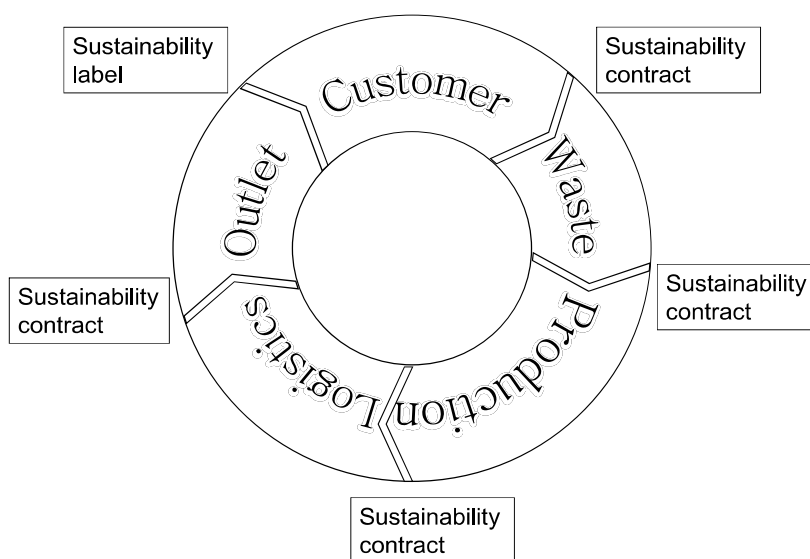 Sustainability
label
Customer
Sustainability
contract
Waste
Sustainability
contract
Production
Sustainability
contract
Logistics
Sustainability
contract
Outlet